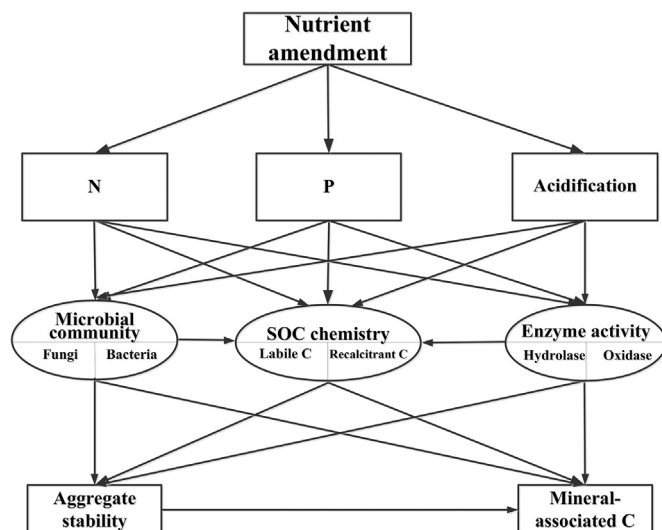 Nutrient
amendment
N
P
Acidification
Microbial
community
Fungi
Bacteria
SOC chemistry
Labile C
Recalcitrant C
Enzyme activity
Hydrolase
Oxidase
Aggregate
stability
Mineral-
associated C